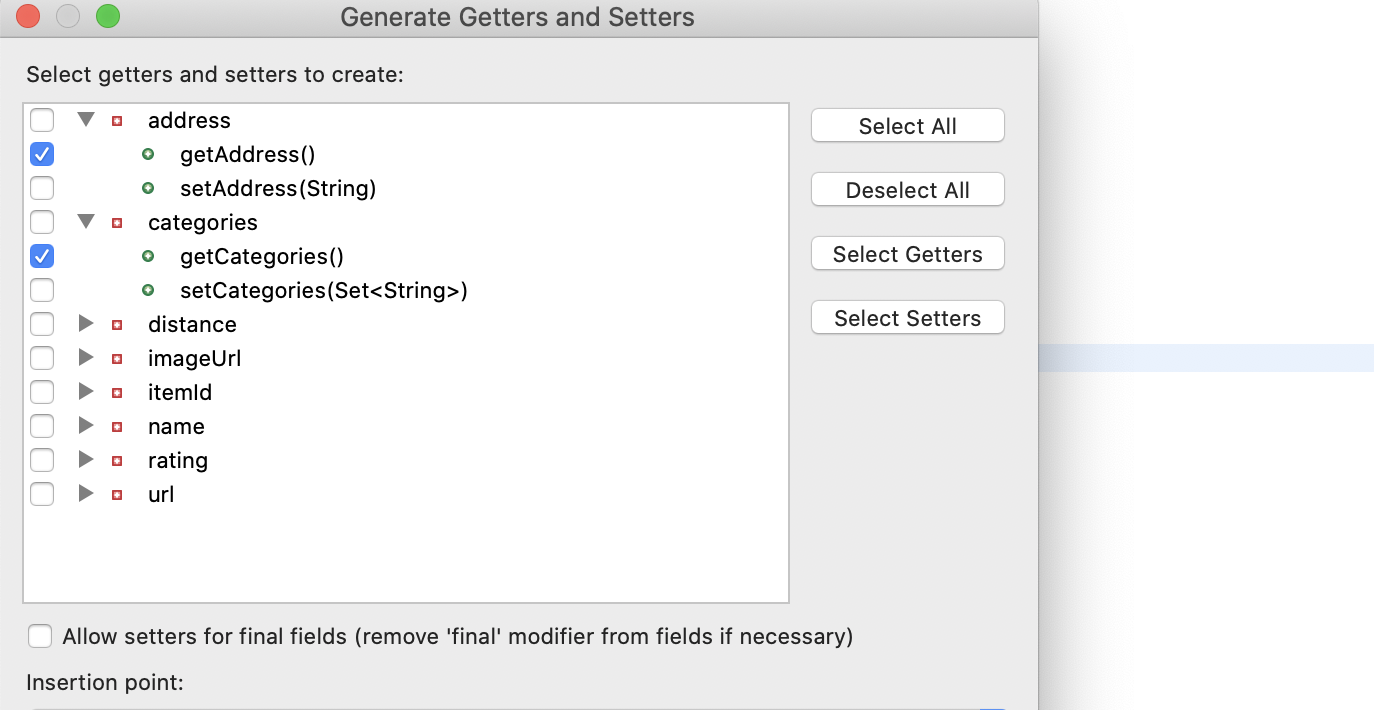 Generate Getters and Setters
Select getters and setters to create:
address
getAddress()
setAddress(String)
categories
getCategories()
setCategories(Set<String>)
distance
imageUrl
itemId
name
rating
url
Select All
Deselect All
Select Getters
Select Setters
Allow setters for final fields (remove 'final' modifier from fields if necessary)
Insertion point: